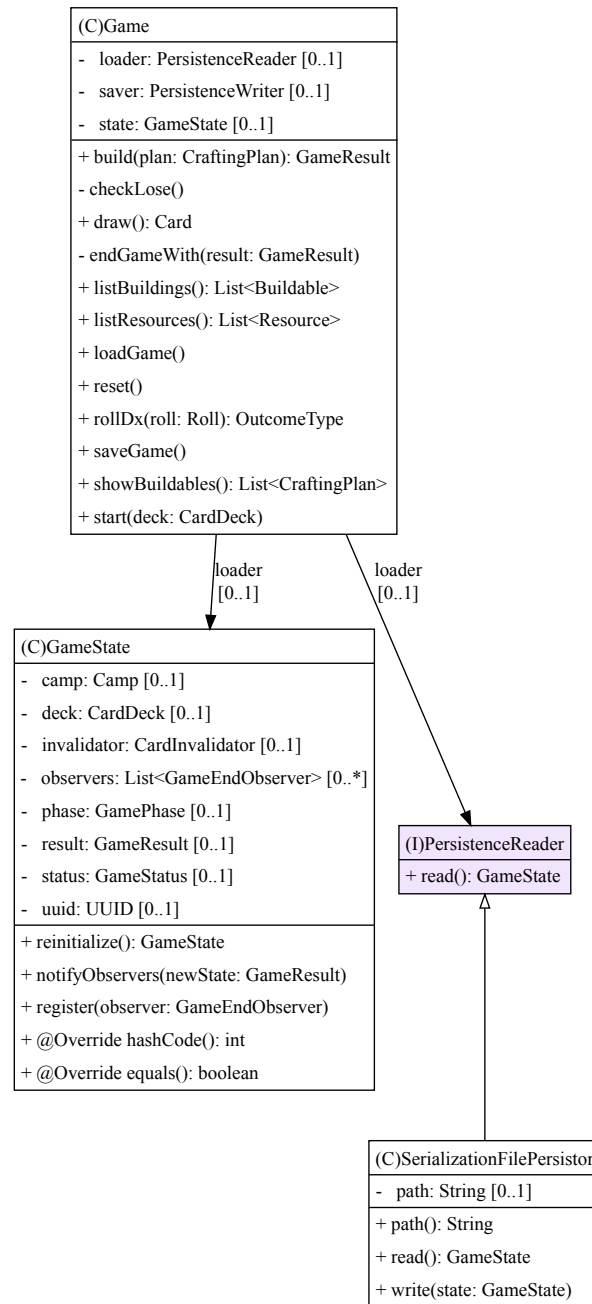 (C)Game
- loader: PersistenceReader [0..1]
- saver: PersistenceWriter [0..1]
- state: GameState [0..1]
+ build(plan: CraftingPlan): GameResult
- checkLose()
+ draw(): Card
- endGameWith(result: GameResult)
+ listBuildings(): List<Buildable>
+ listResources(): List<Resource>
+ loadGame()
+ reset()
+ rollDx(roll: Roll): OutcomeType
+ saveGame()
+ showBuildables(): List<CraftingPlan>
+ start(deck: CardDeck)
loader
[0..1]
loader
[0..1]
(C)GameState
- camp: Camp [0..1]
- deck: CardDeck [0..1]
- invalidator: CardInvalidator [0..1]
- observers: List<GameEndObserver> [0..*]
- phase: GamePhase [0..1]
- result: GameResult [0..1]
- status: GameStatus [0..1]
- uuid: UUID [0..1]
+ reinitialize(): GameState
+ notifyObservers(newState: GameResult)
+ register(observer: GameEndObserver)
+ @Override hashCode(): int
+ @Override equals(): boolean
(I)PersistenceReader
+ read(): GameState
(C)SerializationFilePersistor
- path: String [0..1]
+ path(): String
+ read(): GameState
+ write(state: GameState)